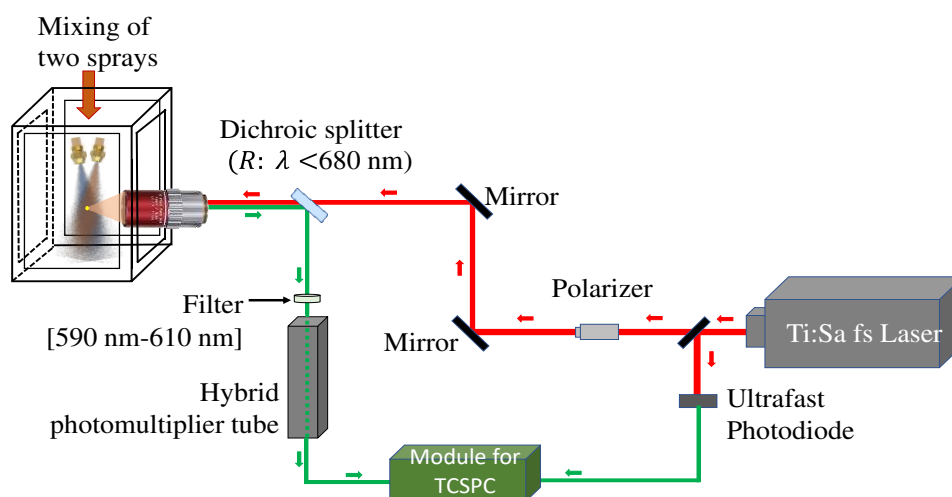 Mixing of
two sprays
Dichroic splitter
(R: λ <680 nm)
Mirror
Filter
[590 nm-610 nm]
Polarizer
Mirror
Ti:Sa fs Laser
Hybrid
photomultiplier tube
Ultrafast
Photodiode
Module for
TCSPC